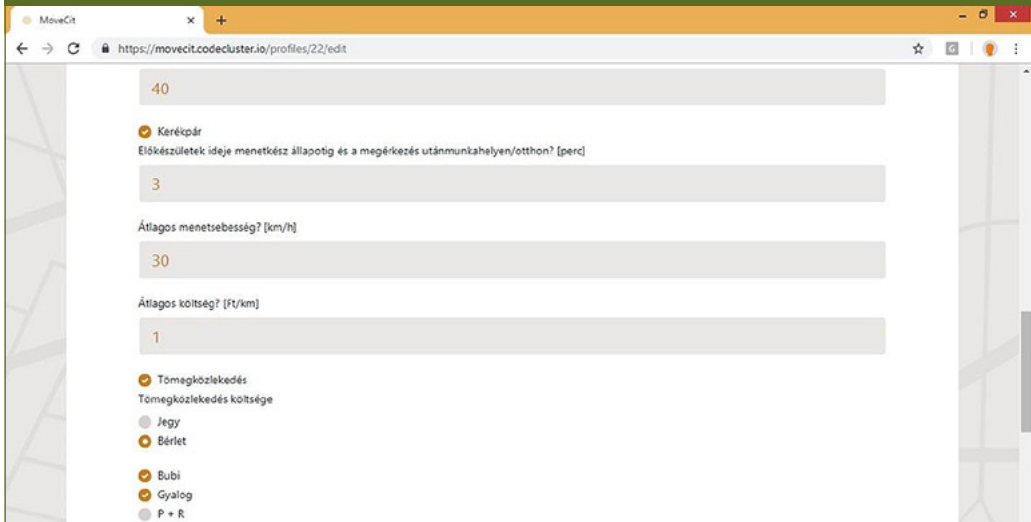 MoveCit
https://movecit.codecluster.io/profiles/22/edit
40
Kerékpár
Előkészületek ideje menetkész állapotig és a megérkezés utánmunkahelyen/otthon? [perc]
3
Átlagos menetsebesség? [km/h]
30
Átlagos költség? [Ft/km]
1
Tömegközlekedés
Tömegközlekedés költsége
Jegy
Bérlet
Bubi
Gyalog
P + R